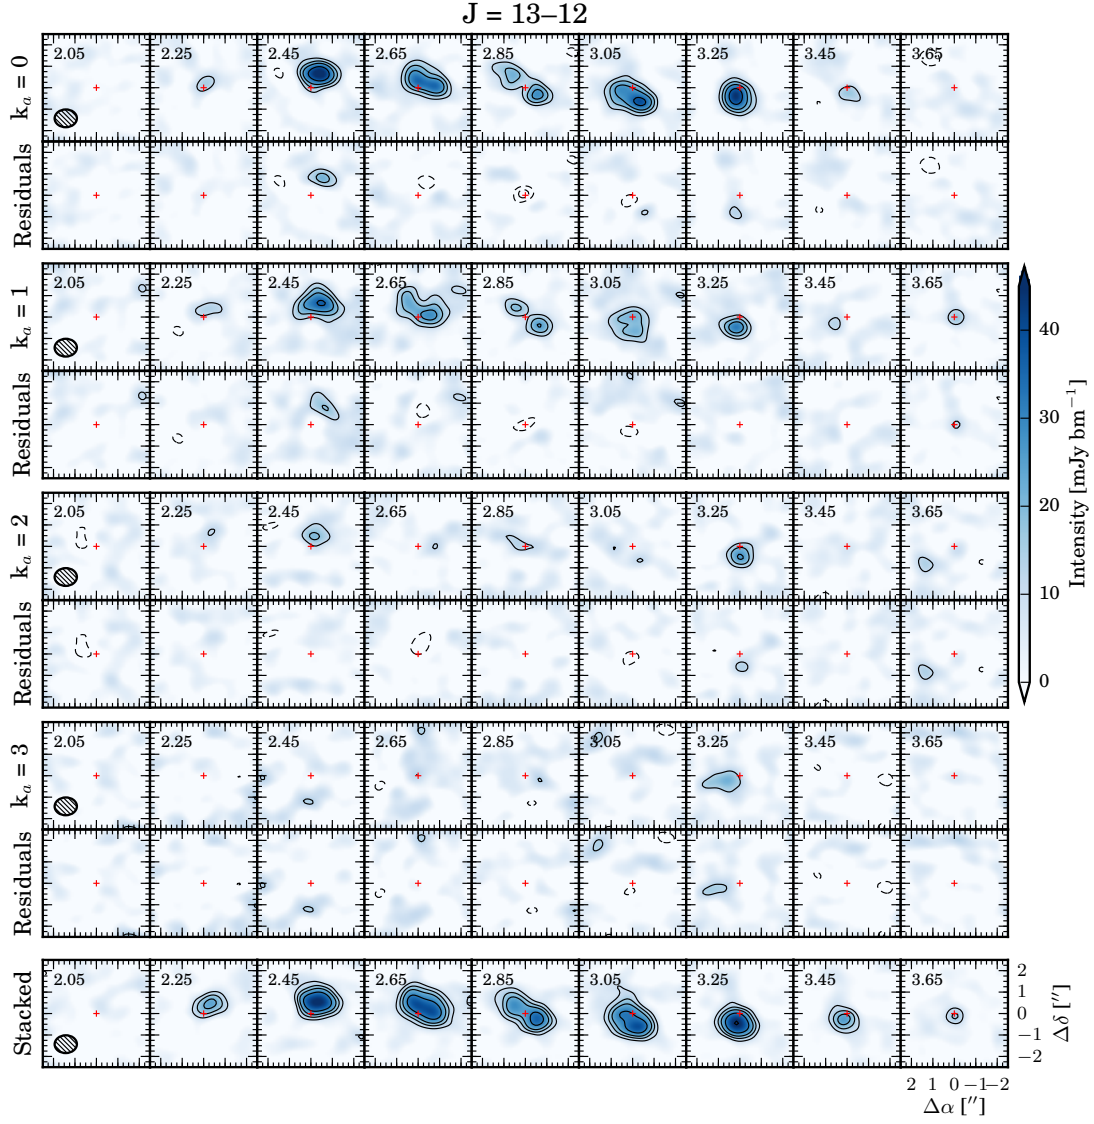 J = 13–12
kₐ = 0
2.05 2.25 2.45 2.65 2.85 3.05 3.25 3.45 3.65
Residuals
kₐ = 1
2.05 2.25 2.45 2.65 2.85 3.05 3.25 3.45 3.65
Residuals
kₐ = 2
2.05 2.25 2.45 2.65 2.85 3.05 3.25 3.45 3.65
Residuals
kₐ = 3
2.05 2.25 2.45 2.65 2.85 3.05 3.25 3.45 3.65
Residuals
Stacked
2.05 2.25 2.45 2.65 2.85 3.05 3.25 3.45 3.65
40
30
20
10
0
Intensity [mJy bm⁻¹]
2
1
0
−1
−2
Δδ [″]
2 1 0 −1 −2
Δα [″]